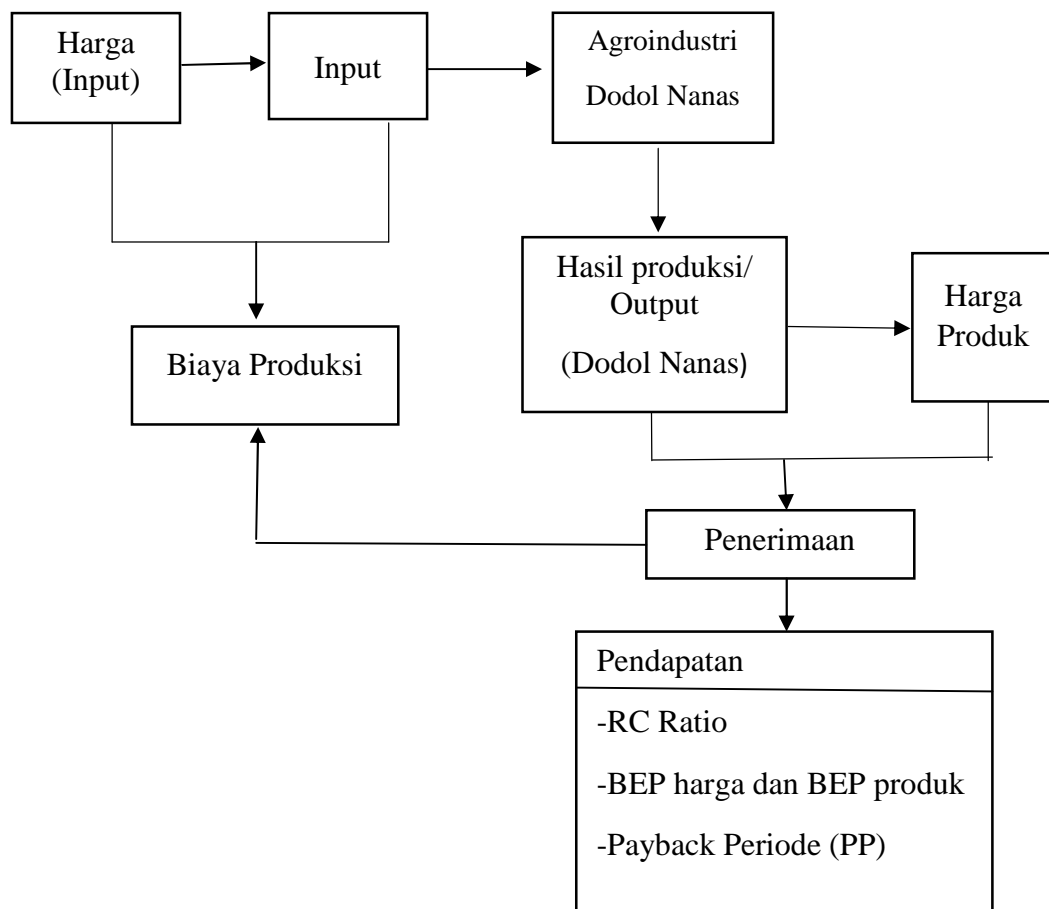 Harga
(Input)
Input
Agroindustri
Dodol Nanas
Hasil produksi/
Output
(Dodol Nanas)
Harga
Produk
Biaya Produksi
Penerimaan
Pendapatan
-RC Ratio
-BEP harga dan BEP produk
-Payback Periode (PP)